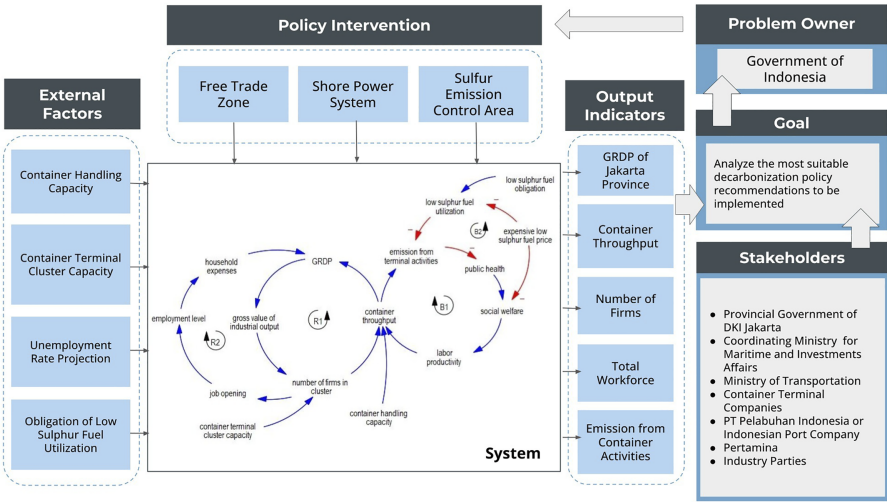 Policy Intervention
Free Trade
Zone
Shore Power
System
Sulfur
Emission
Control Area
Problem Owner
Government of
Indonesia
Goal
Analyze the most suitable
decarbonization policy
recommendations to be
implemented
Stakeholders
● Provincial Government of
DKI Jakarta
● Coordinating Ministry for
Maritime and Investments
Affairs
● Ministry of Transportation
● Container Terminal
Companies
● PT Pelabuhan Indonesia or
Indonesian Port Company
● Pertamina
● Industry Parties
External
Factors
Container Handling
Capacity
Container Terminal
Cluster Capacity
Unemployment
Rate Projection
Obligation of Low
Sulphur Fuel
Utilization
low sulphur fuel
obligation
low sulphur fuel
utilization
expensive low
sulphur fuel price
B2
emission from
terminal activities
public health
household
expenses
GRDP
B1
container
throughput
social welfare
employment level
gross value of
industrial output
R1
R2
labor
productivity
number of firms in
cluster
job opening
container handling
capacity
container terminal
cluster capacity
–
–
–
–
System
Output
Indicators
GRDP of
Jakarta
Province
Container
Throughput
Number of
Firms
Total
Workforce
Emission from
Container
Activities